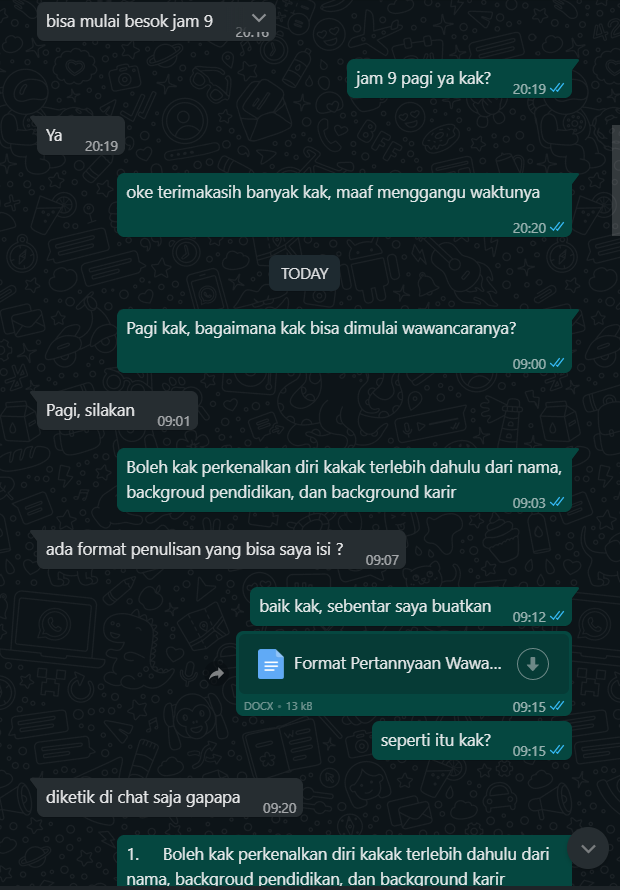 bisa mulai besok jam 9
20:16
jam 9 pagi ya kak?
20:19
Ya
20:19
oke terimakasih banyak kak, maaf menggangu waktunya
20:20
TODAY
Pagi kak, bagaimana kak bisa dimulai wawancaranya?
09:00
Pagi, silakan
09:01
Boleh kak perkenalkan diri kakak terlebih dahulu dari nama,
backgroud pendidikan, dan background karir
09:03
ada format penulisan yang bisa saya isi ?
09:07
baik kak, sebentar saya buatkan
09:12
Format Pertannyaan Wawa...
DOCX • 13 kB
09:15
seperti itu kak?
09:15
diketik di chat saja gapapa
09:20
1. Boleh kak perkenalkan diri kakak terlebih dahulu dari
nama, backgroud pendidikan, dan background karir